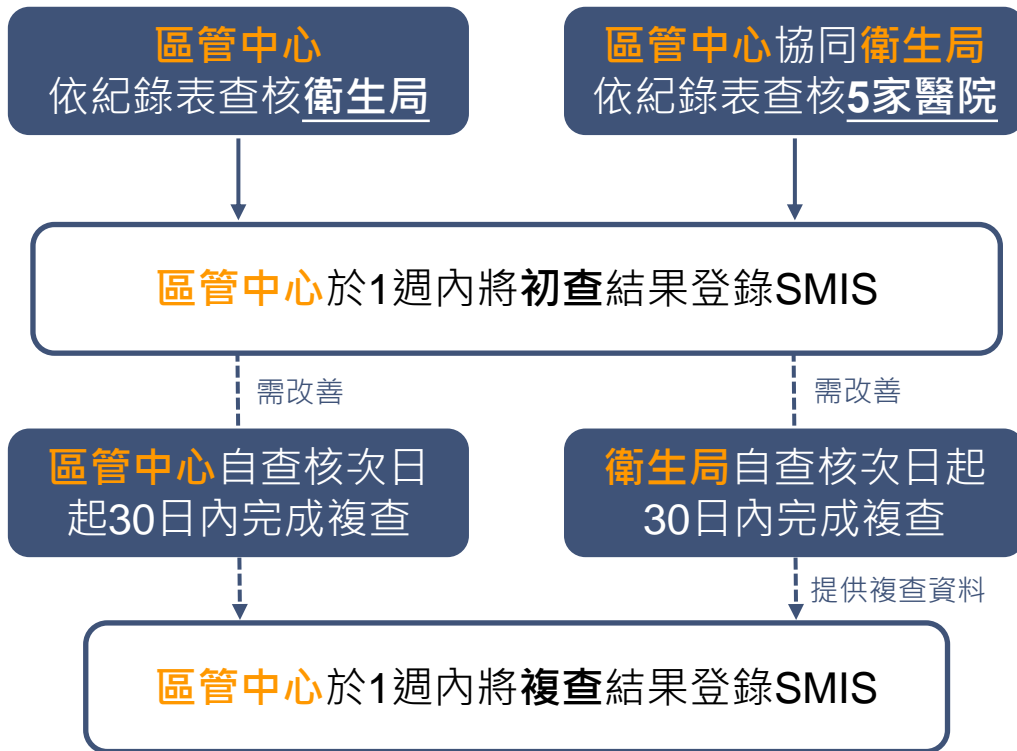 區管中心
依紀錄表查核衛生局
區管中心協同衛生局
依紀錄表查核5家醫院
區管中心於1週內將初查結果登錄SMIS
需改善
需改善
區管中心自查核次日
起30日內完成複查
衛生局自查核次日起
30日內完成複查
提供複查資料
區管中心於1週內將複查結果登錄SMIS